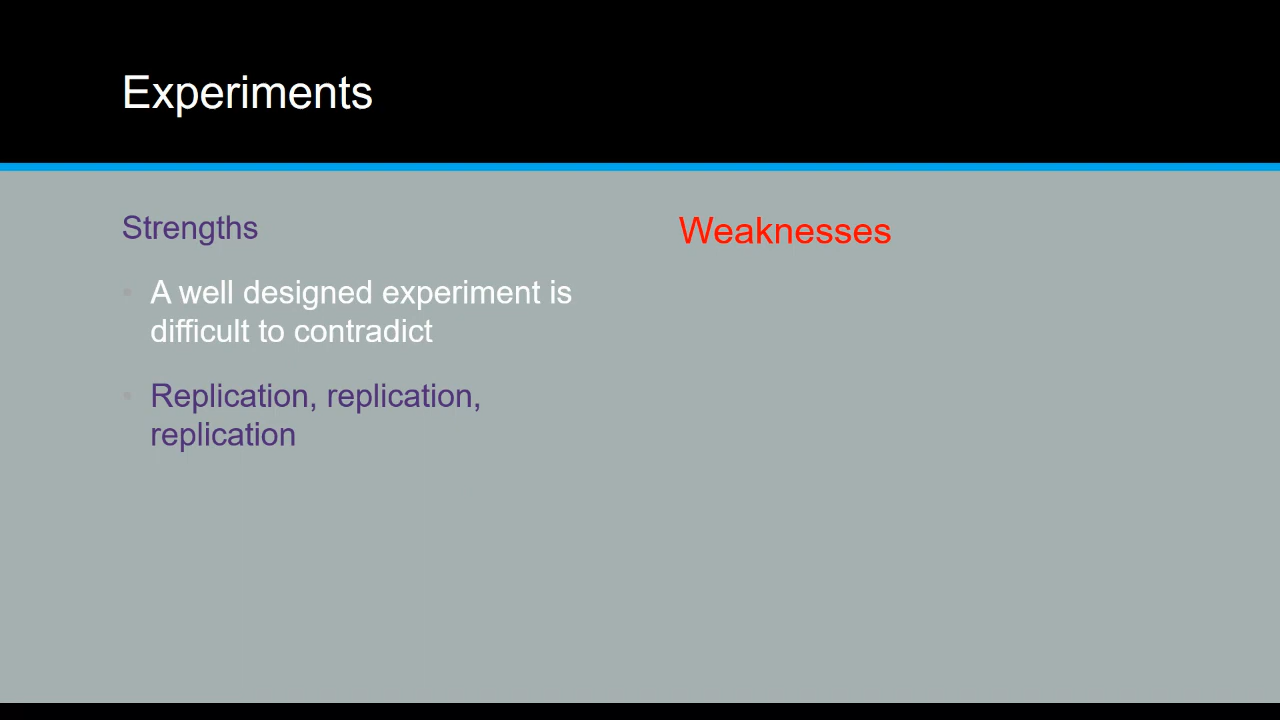 Experiments
Strengths
A well designed experiment is
difficult to contradict
Replication, replication,
replication
Weaknesses